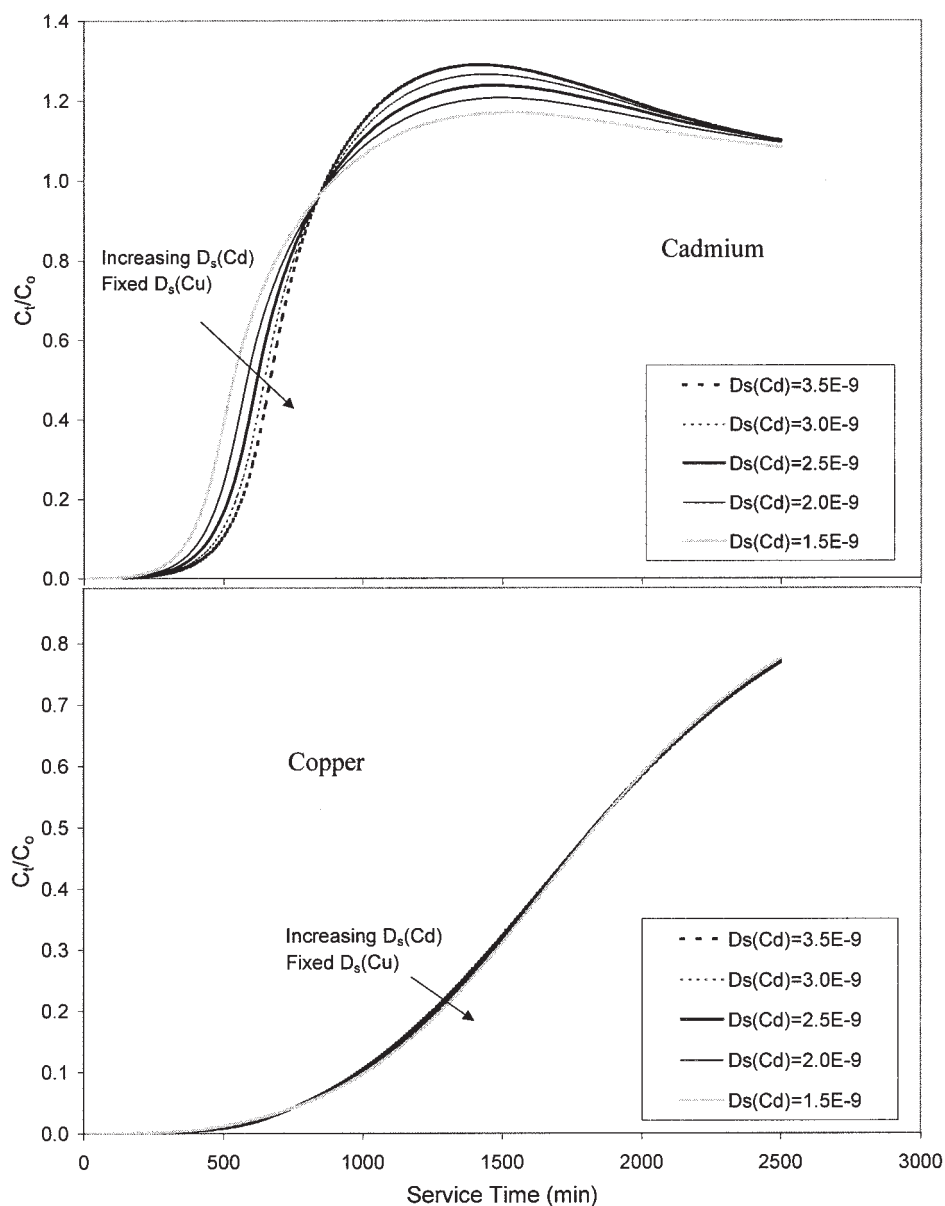 1.4
1.2
1.0
0.8
0.6
0.4
0.2
0.0
Cₜ/Cₒ
Increasing Dₛ(Cd)
Fixed Dₛ(Cu)
Cadmium
Ds(Cd)=3.5E-9
Ds(Cd)=3.0E-9
Ds(Cd)=2.5E-9
Ds(Cd)=2.0E-9
Ds(Cd)=1.5E-9
0.8
0.7
0.6
0.5
0.4
0.3
0.2
0.1
0.0
Cₜ/Cₒ
Copper
Increasing Dₛ(Cd)
Fixed Dₛ(Cu)
Ds(Cd)=3.5E-9
Ds(Cd)=3.0E-9
Ds(Cd)=2.5E-9
Ds(Cd)=2.0E-9
Ds(Cd)=1.5E-9
0 500 1000 1500 2000 2500 3000
Service Time (min)